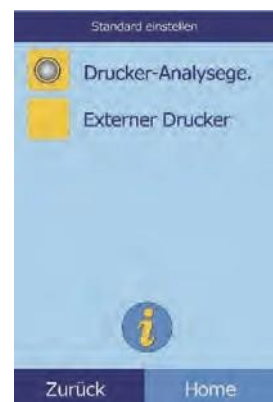 Standard einstellen
Drucker-Analysege.
Externer Drucker
i
Zurück Home